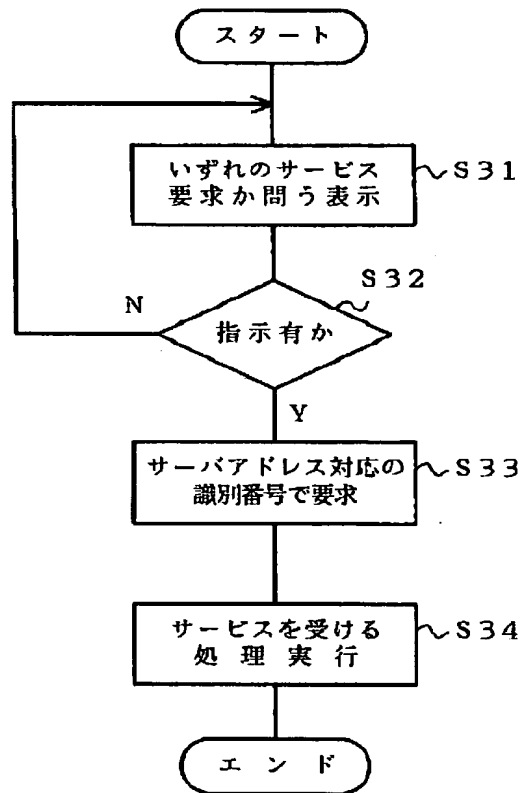 スタート
いずれのサービス
要求か問う表示
S31
S32
N
指示有か
Y
サーバアドレス対応の
識別番号で要求
S33
サービスを受ける
処理実行
S34
エンド